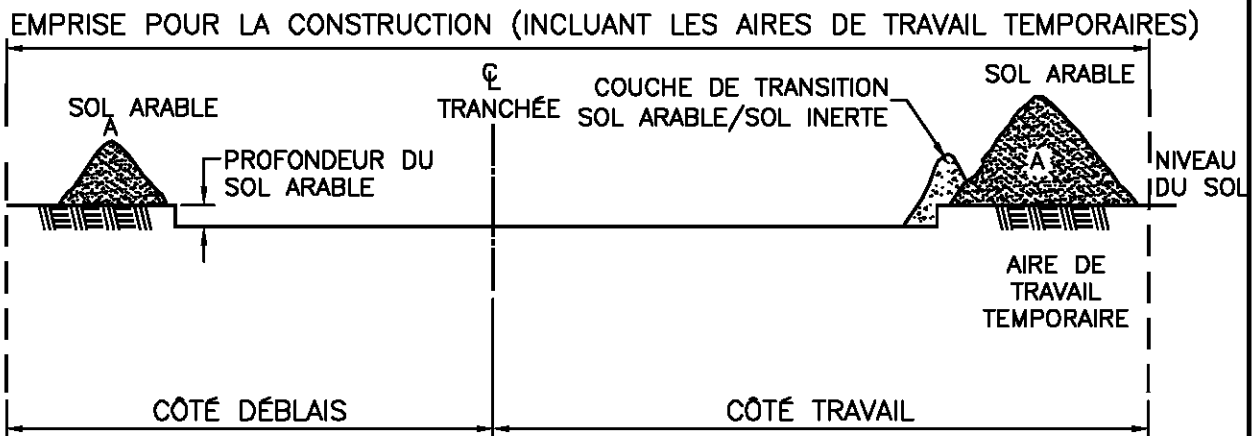 EMPRISE POUR LA CONSTRUCTION (INCLUANT LES AIRES DE TRAVAIL TEMPORAIRES)
SOL ARABLE
A
PROFONDEUR DU
SOL ARABLE
℄
TRANCHÉE
COUCHE DE TRANSITION
SOL ARABLE/SOL INERTE
SOL ARABLE
A
NIVEAU
DU SOL
AIRE DE
TRAVAIL
TEMPORAIRE
CÔTÉ DÉBLAIS
CÔTÉ TRAVAIL